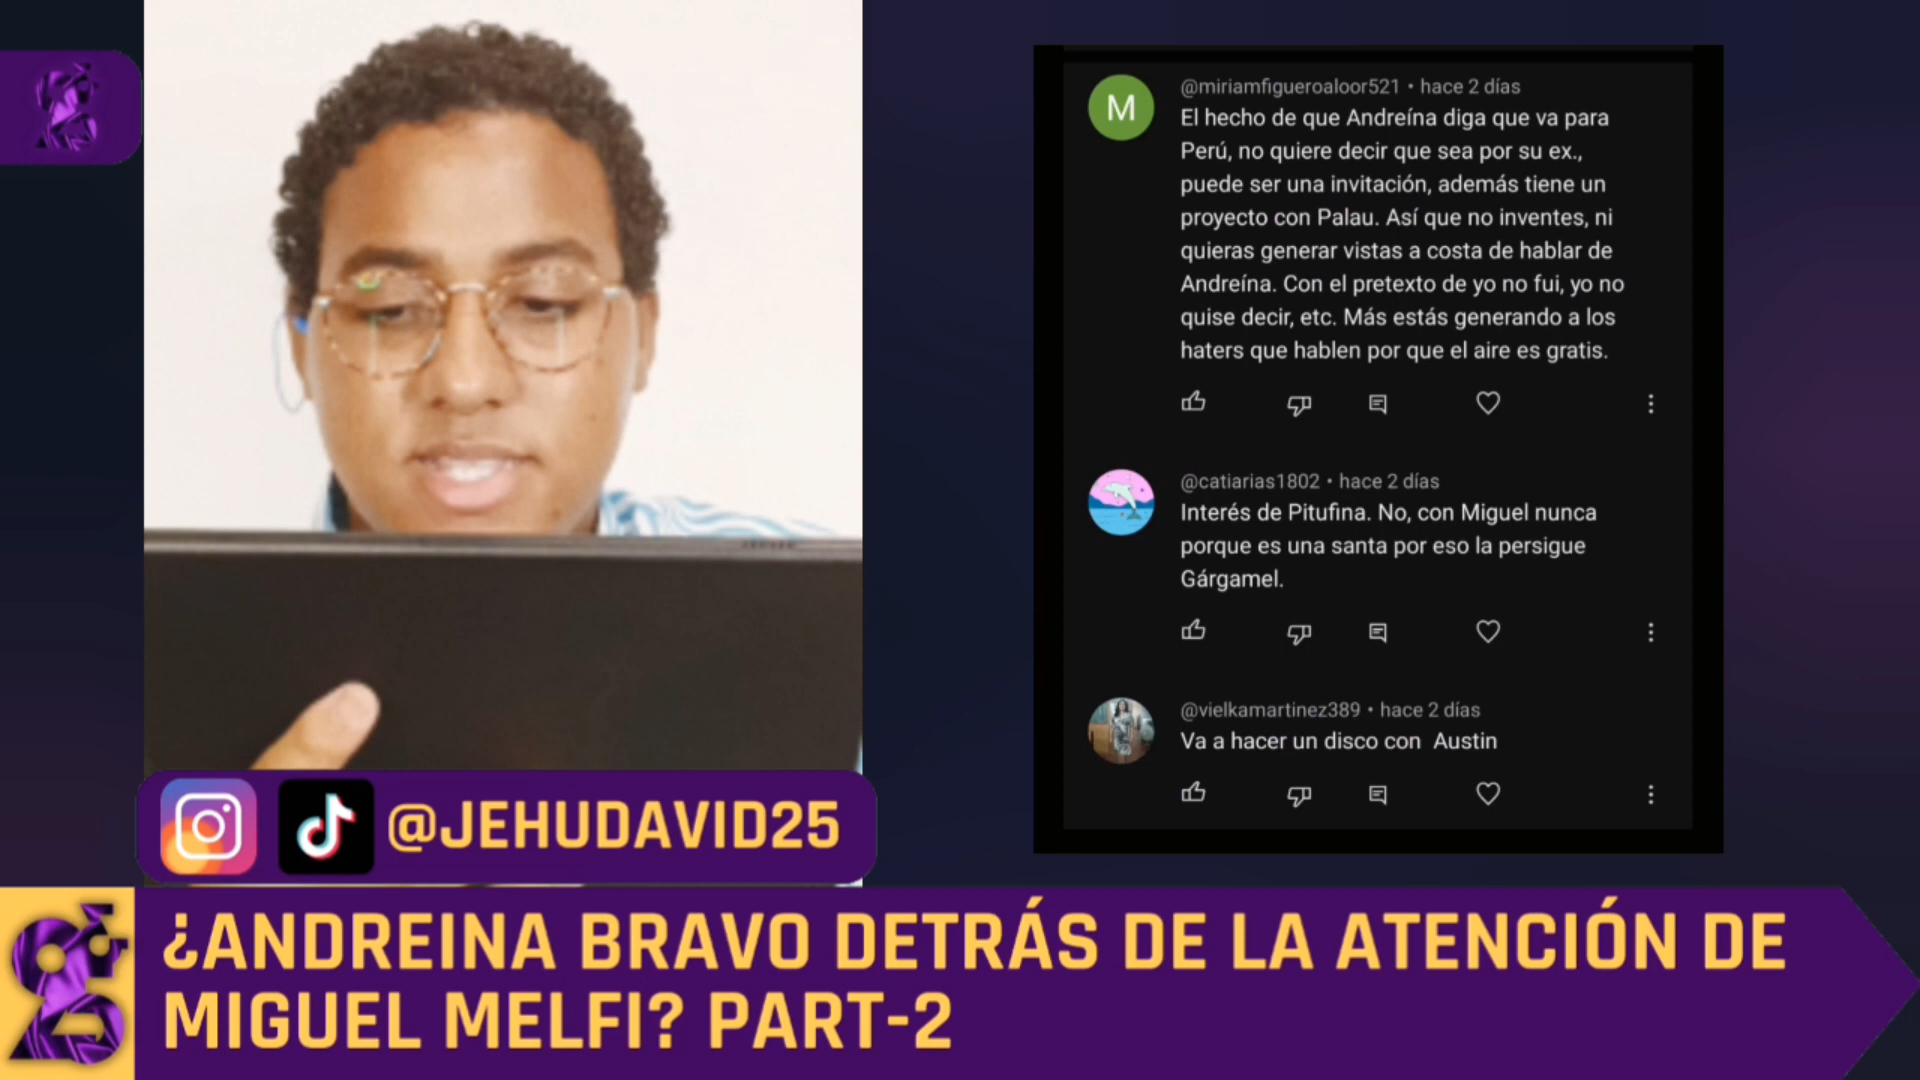 M
@miriamfigueroaloor521 • hace 2 días
El hecho de que Andreína diga que va para
Perú, no quiere decir que sea por su ex.,
puede ser una invitación, además tiene un
proyecto con Palau. Así que no inventes, ni
quieras generar vistas a costa de hablar de
Andreína. Con el pretexto de yo no fui, yo no
quise decir, etc. Más estás generando a los
haters que hablen por que el aire es gratis.
@catiarias1802 • hace 2 días
Interés de Pitufina. No, con Miguel nunca
porque es una santa por eso la persigue
Gárgamel.
@vielkamartinez389 • hace 2 días
Va a hacer un disco con  Austin
@JEHUDAVID25
¿ANDREINA BRAVO DETRÁS DE LA ATENCIÓN DE
MIGUEL MELFI? PART-2